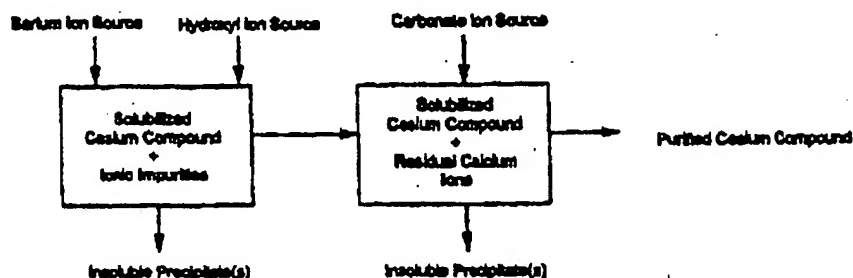 Barium Ion Source
Hydroxyl Ion Source
Carbonate Ion Source
Solubilized
Cesium Compound
+
Ionic Impurities
Solubilized
Cesium Compound
+
Residual Calcium
Ions
Purified Cesium Compound
Insoluble Precipitate(s)
Insoluble Precipitate(s)